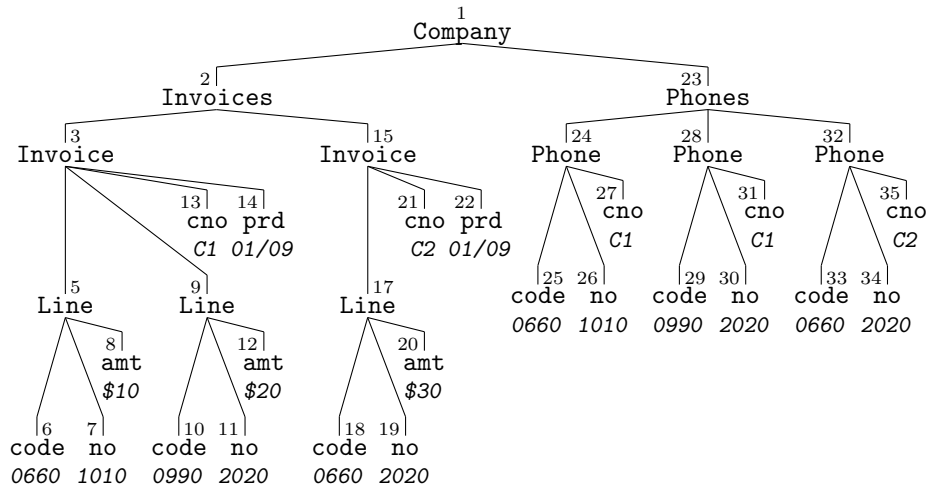 1
Company
2 23
Invoices Phones
3 15 24 28 32
Invoice Invoice Phone Phone Phone
13 14 21 22 27 31 35
cno prd cno prd cno cno cno
C1 01/09 C2 01/09 C1 C1 C2
5 9 17 25 26 29 30 33 34
Line Line Line code no code no code no
0660 1010 0990 2020 0660 2020
8 12 20
amt amt amt
$10 $20 $30
6 7 10 11 18 19
code no code no code no
0660 1010 0990 2020 0660 2020